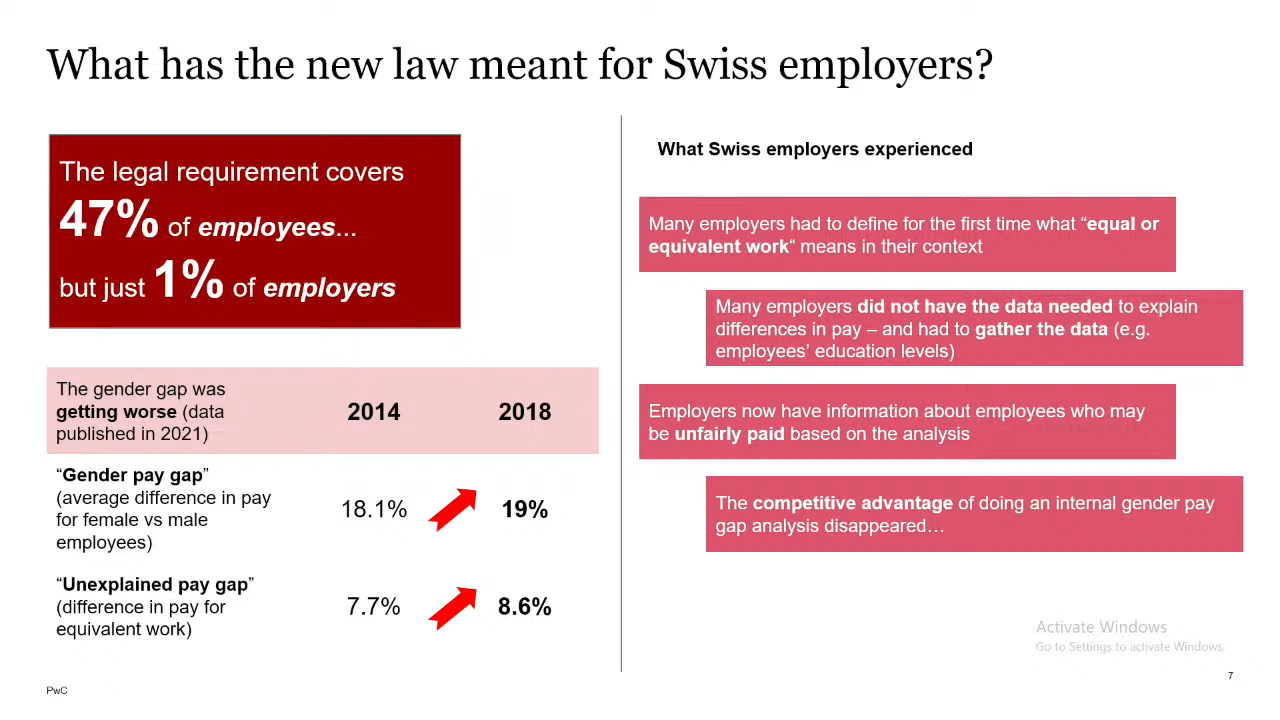 What has the new law meant for Swiss employers?
The legal requirement covers
47% of employees...
but just 1% of employers
The gender gap was
getting worse (data
published in 2021)
2014
2018
“Gender pay gap”
(average difference in pay
for female vs male
employees)
18.1%
19%
“Unexplained pay gap”
(difference in pay for
equivalent work)
7.7%
8.6%
What Swiss employers experienced
Many employers had to define for the first time what “equal or
equivalent work“ means in their context
Many employers did not have the data needed to explain
differences in pay – and had to gather the data (e.g.
employees’ education levels)
Employers now have information about employees who may
be unfairly paid based on the analysis
The competitive advantage of doing an internal gender pay
gap analysis disappeared…
Activate Windows
Go to Settings to activate Windows.
PwC
7